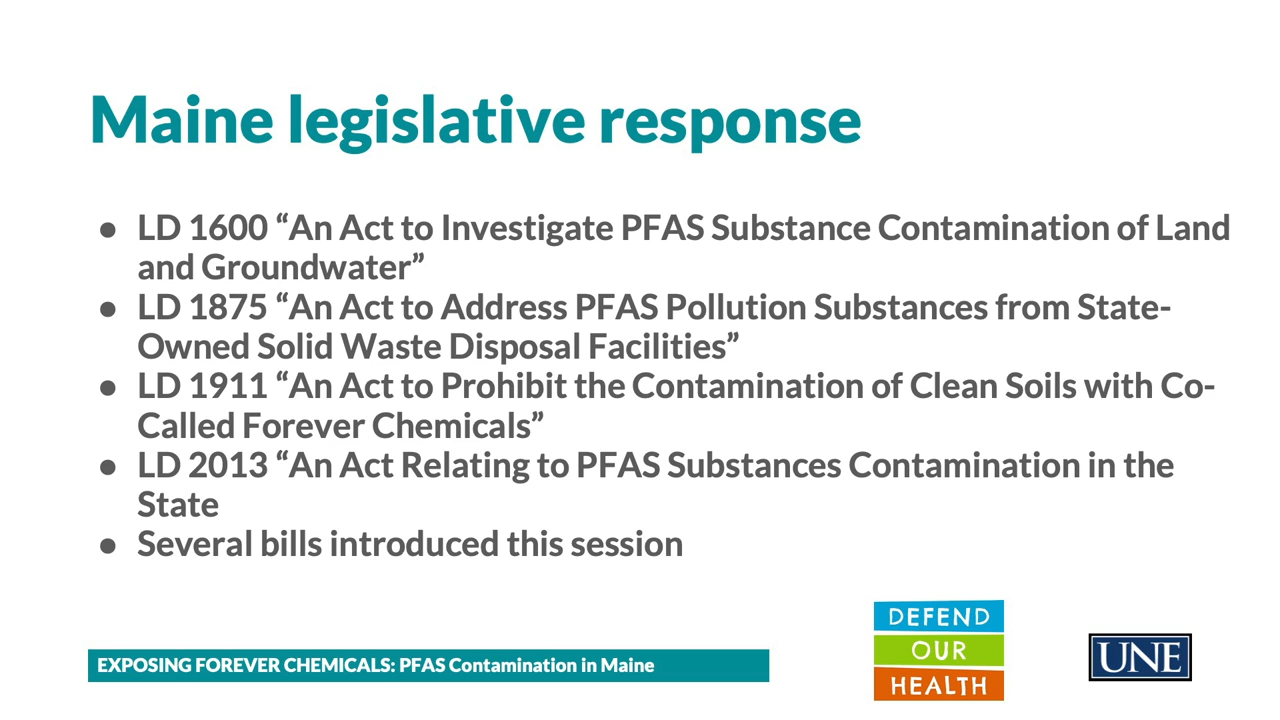 Maine legislative response
● LD 1600 “An Act to Investigate PFAS Substance Contamination of Land
and Groundwater”
● LD 1875 “An Act to Address PFAS Pollution Substances from State-
Owned Solid Waste Disposal Facilities”
● LD 1911 “An Act to Prohibit the Contamination of Clean Soils with Co-
Called Forever Chemicals”
● LD 2013 “An Act Relating to PFAS Substances Contamination in the
State
● Several bills introduced this session
EXPOSING FOREVER CHEMICALS: PFAS Contamination in Maine
DEFEND
OUR
HEALTH
UNE